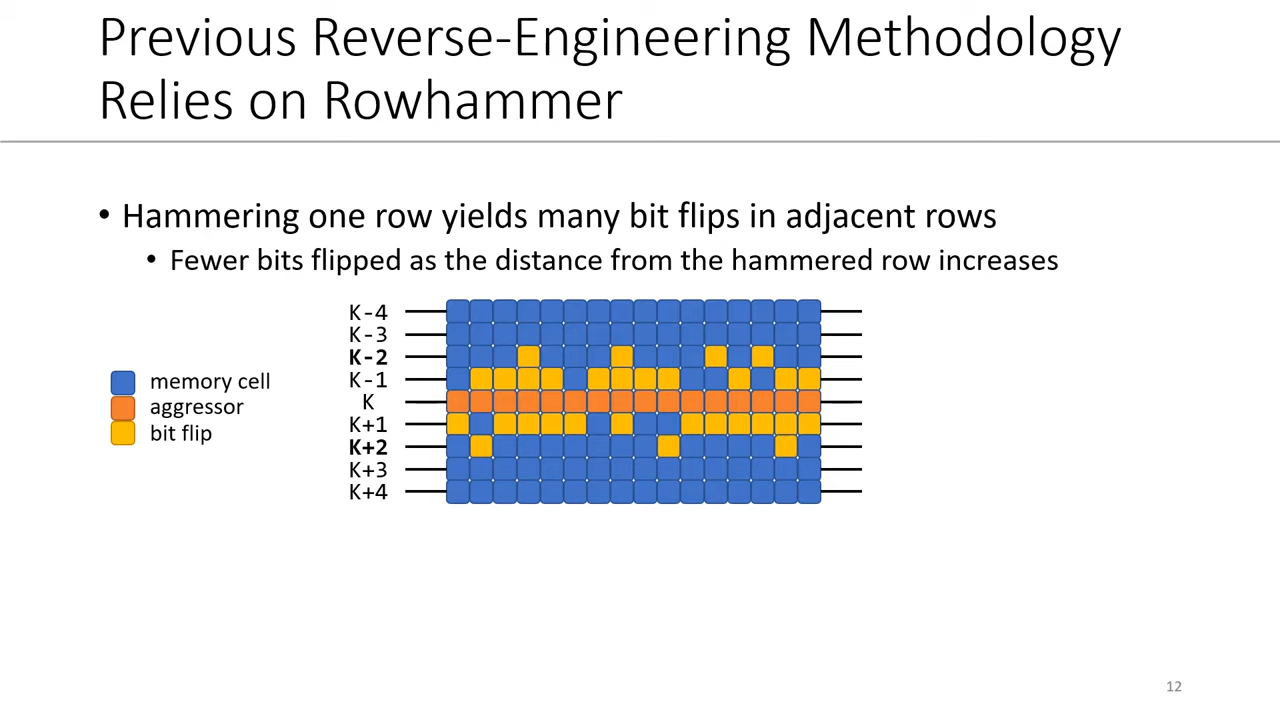 Previous Reverse-Engineering Methodology
Relies on Rowhammer
• Hammering one row yields many bit flips in adjacent rows
• Fewer bits flipped as the distance from the hammered row increases
memory cell
aggressor
bit flip
K-4
K-3
K-2
K-1
K
K+1
K+2
K+3
K+4
12